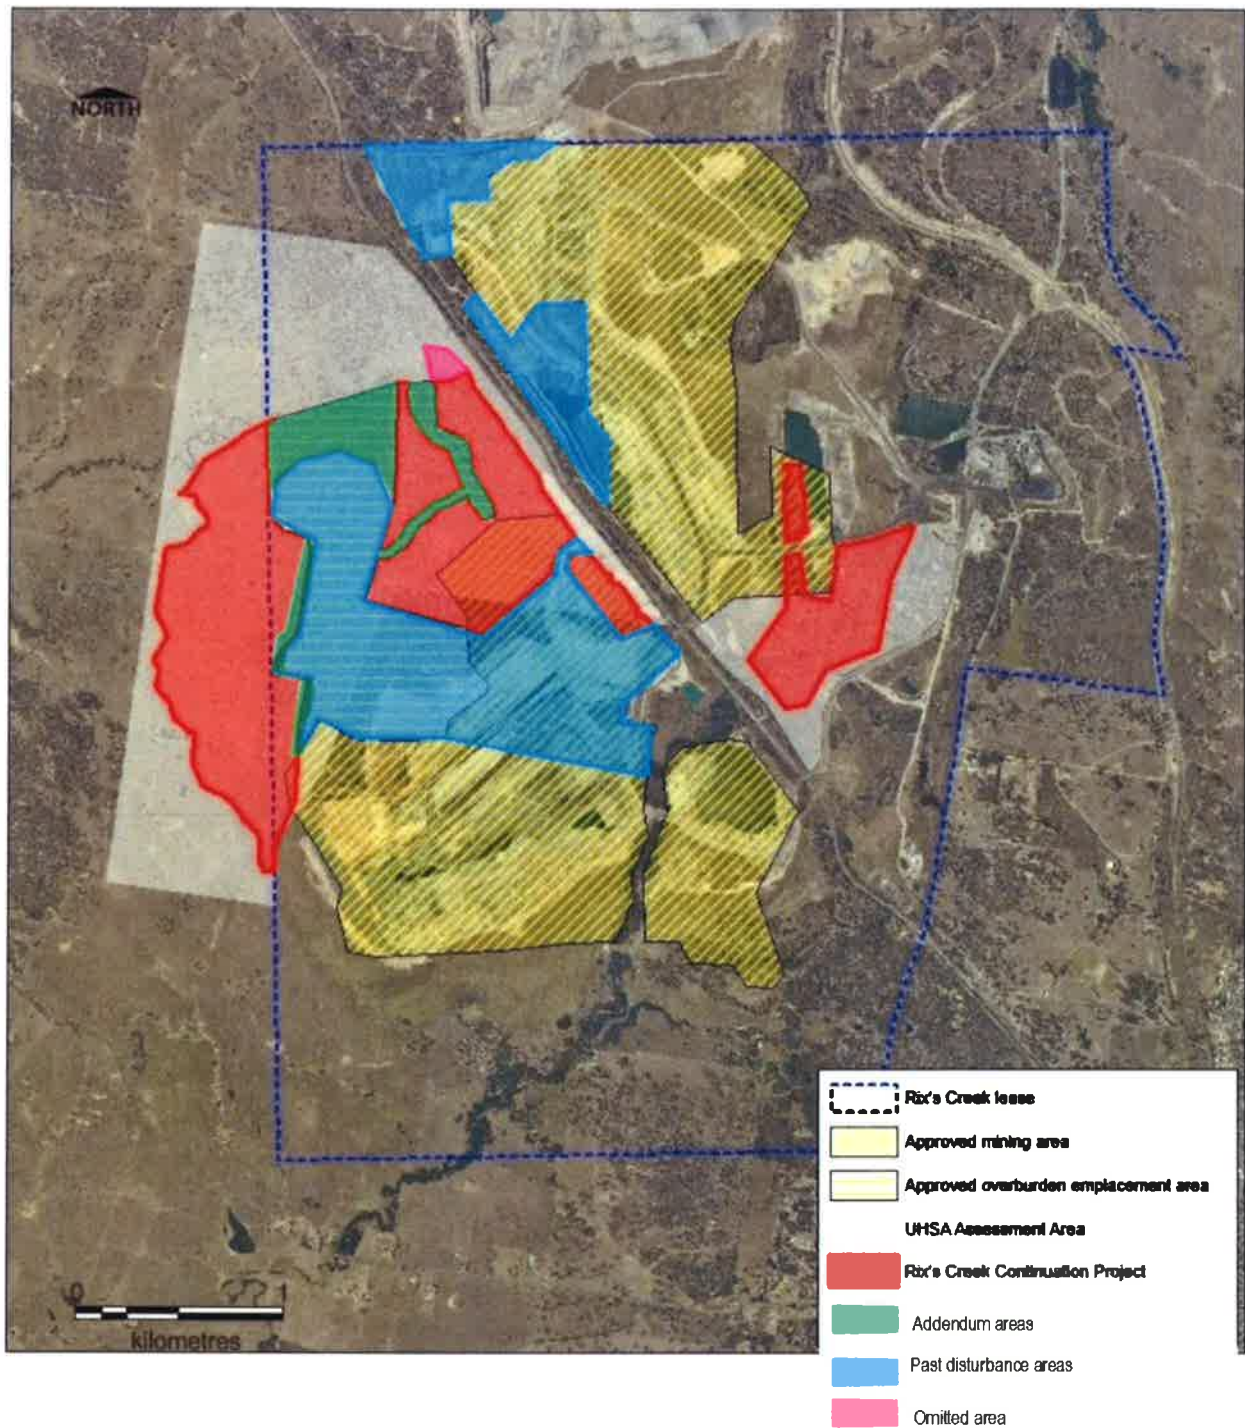 NORTH
Rix's Creek lease
Approved mining area
Approved overburden emplacement area
UHSA Assessment Area
Rix's Creek Continuation Project
Addendum areas
Past disturbance areas
Omitted area
0
1
kilometres